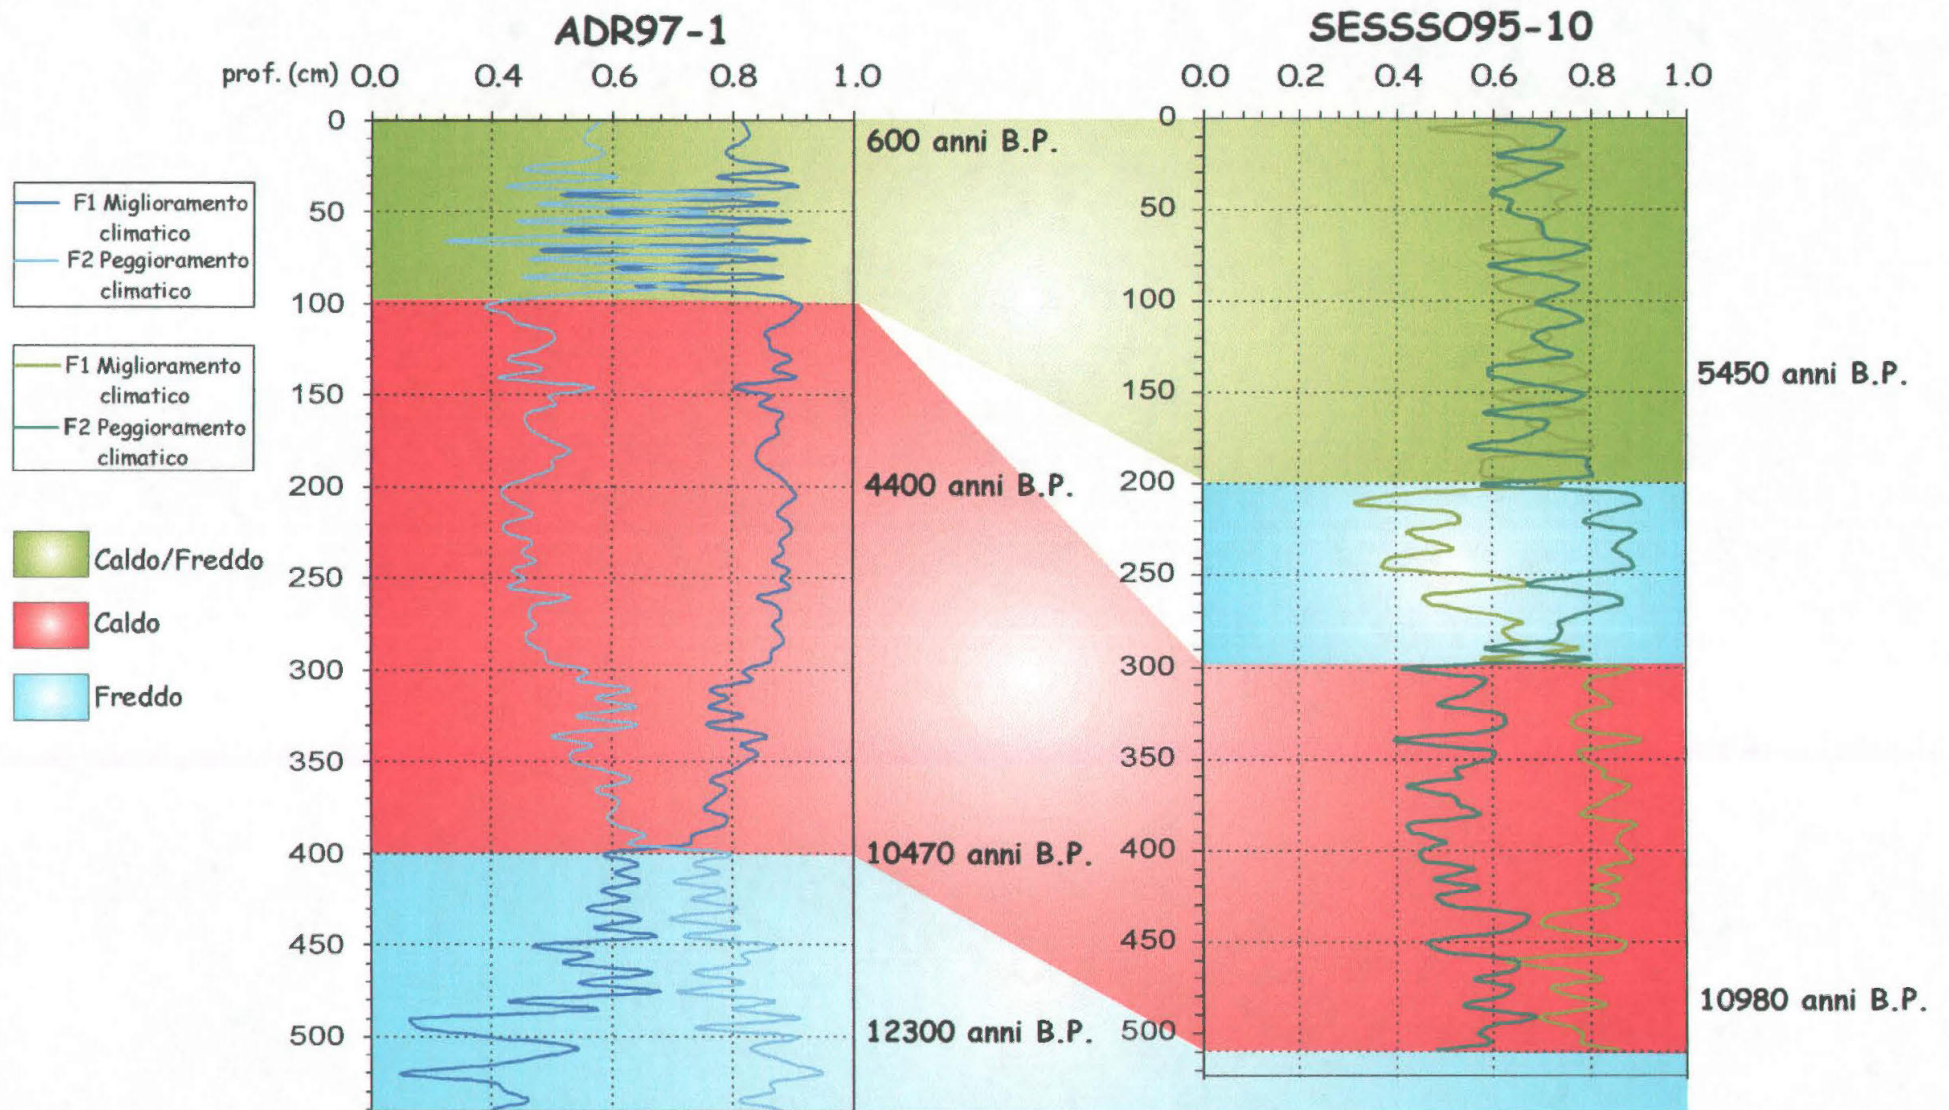 ADR97-1
SESSSO95-10
prof. (cm) 0.0 0.4 0.6 0.8 1.0
0.0 0.2 0.4 0.6 0.8 1.0
0
50
100
150
200
250
300
350
400
450
500
600 anni B.P.
4400 anni B.P.
10470 anni B.P.
12300 anni B.P.
0
50
100
150
200
250
300
350
400
450
500
5450 anni B.P.
10980 anni B.P.
F1 Miglioramento
climatico
F2 Peggioramento
climatico
F1 Miglioramento
climatico
F2 Peggioramento
climatico
Caldo/Freddo
Caldo
Freddo